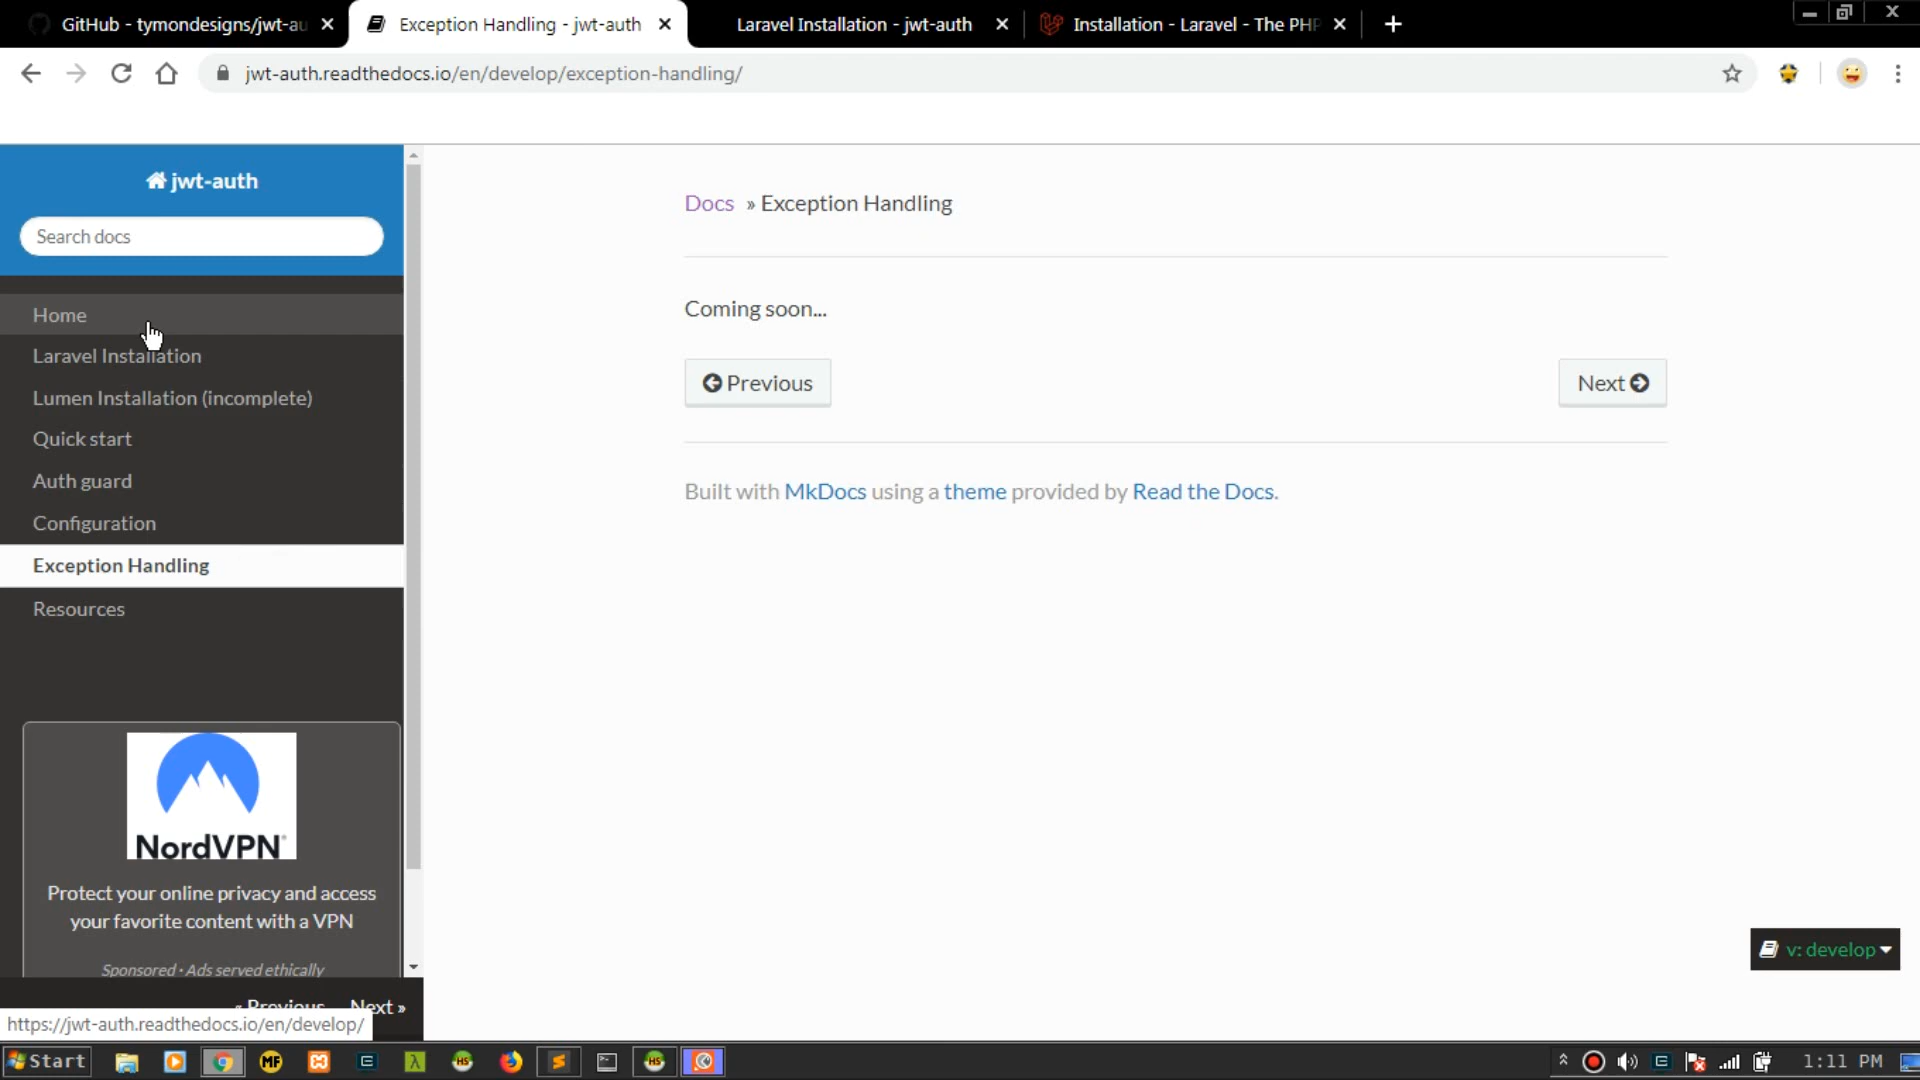 GitHub - tymondesigns/jwt-au
Exception Handling - jwt-auth
Laravel Installation - jwt-auth
Installation - Laravel - The PHP
jwt-auth.readthedocs.io/en/develop/exception-handling/
jwt-auth
Search docs
Home
Laravel Installation
Lumen Installation (incomplete)
Quick start
Auth guard
Configuration
Exception Handling
Resources
NordVPN®
Protect your online privacy and access
your favorite content with a VPN
Sponsored · Ads served ethically
« Previous Next »
https://jwt-auth.readthedocs.io/en/develop/
Docs » Exception Handling
Coming soon...
Previous
Next
Built with MkDocs using a theme provided by Read the Docs.
v: develop
Start
MF
HS
HS
1:11 PM